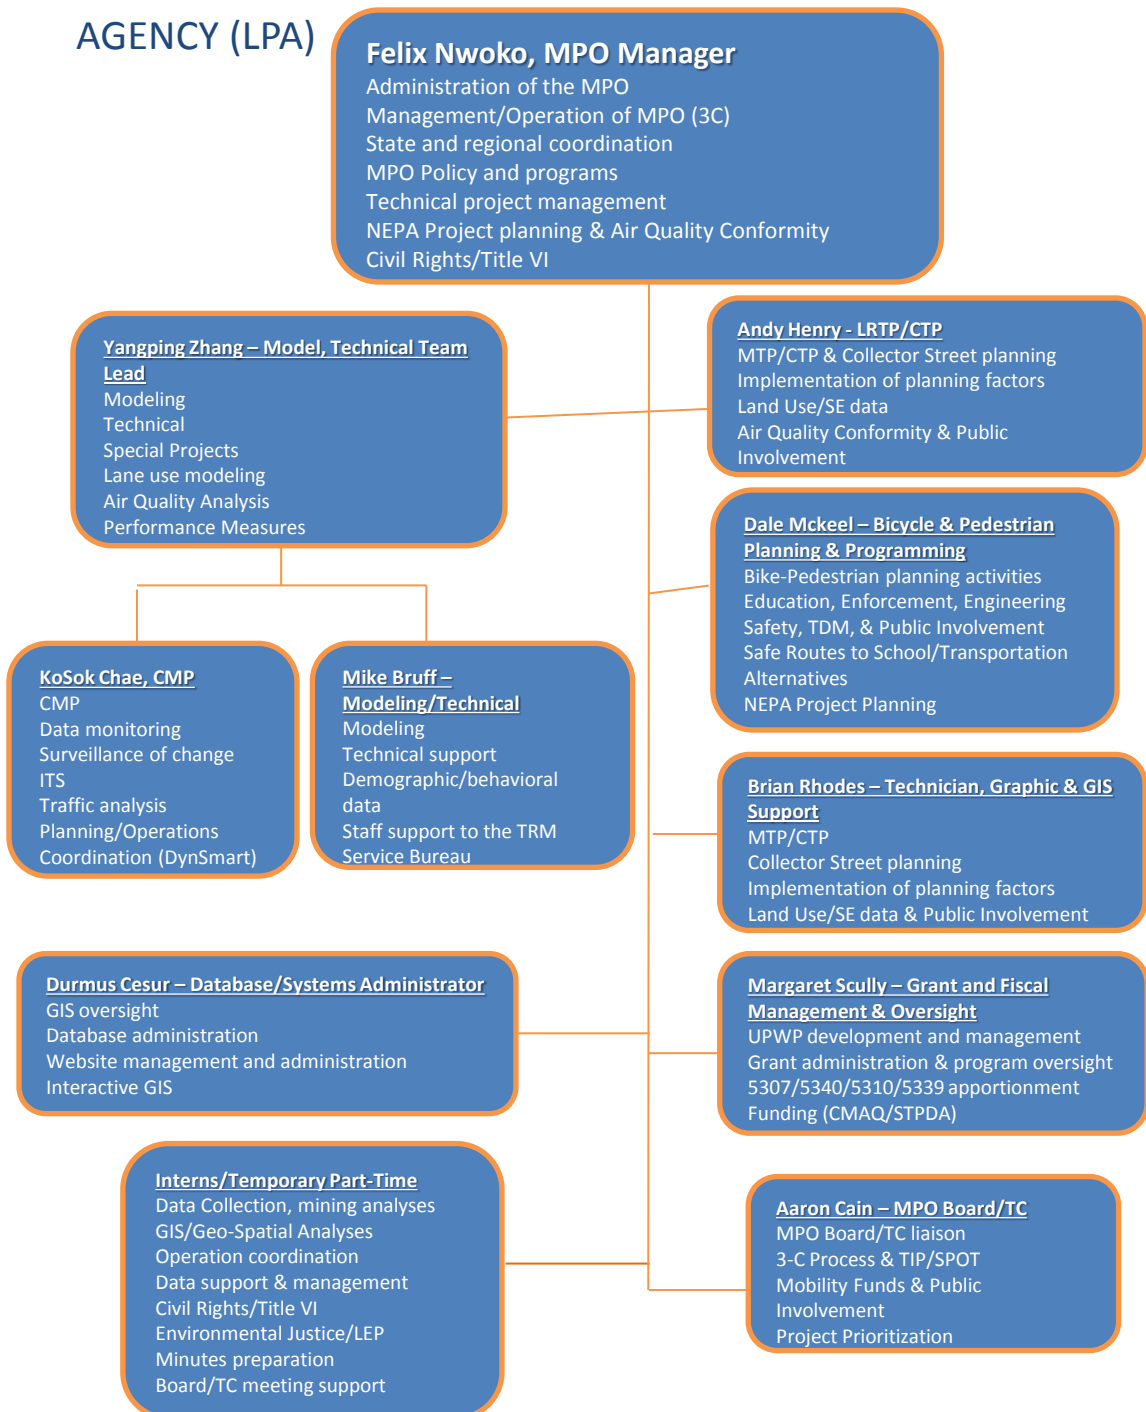 AGENCY (LPA)
Felix Nwoko, MPO Manager
Administration of the MPO
Management/Operation of MPO (3C)
State and regional coordination
MPO Policy and programs
Technical project management
NEPA Project planning & Air Quality Conformity
Civil Rights/Title VI
Yangping Zhang – Model, Technical Team
Lead
Modeling
Technical
Special Projects
Lane use modeling
Air Quality Analysis
Performance Measures
Andy Henry - LRTP/CTP
MTP/CTP & Collector Street planning
Implementation of planning factors
Land Use/SE data
Air Quality Conformity & Public
Involvement
Dale Mckeel – Bicycle & Pedestrian
Planning & Programming
Bike-Pedestrian planning activities
Education, Enforcement, Engineering
Safety, TDM, & Public Involvement
Safe Routes to School/Transportation
Alternatives
NEPA Project Planning
KoSok Chae, CMP
CMP
Data monitoring
Surveillance of change
ITS
Traffic analysis
Planning/Operations
Coordination (DynSmart)
Mike Bruff –
Modeling/Technical
Modeling
Technical support
Demographic/behavioral
data
Staff support to the TRM
Service Bureau
Brian Rhodes – Technician, Graphic & GIS
Support
MTP/CTP
Collector Street planning
Implementation of planning factors
Land Use/SE data & Public Involvement
Durmus Cesur – Database/Systems Administrator
GIS oversight
Database administration
Website management and administration
Interactive GIS
Margaret Scully – Grant and Fiscal
Management & Oversight
UPWP development and management
Grant administration & program oversight
5307/5340/5310/5339 apportionment
Funding (CMAQ/STPDA)
Interns/Temporary Part-Time
Data Collection, mining analyses
GIS/Geo-Spatial Analyses
Operation coordination
Data support & management
Civil Rights/Title VI
Environmental Justice/LEP
Minutes preparation
Board/TC meeting support
Aaron Cain – MPO Board/TC
MPO Board/TC liaison
3-C Process & TIP/SPOT
Mobility Funds & Public
Involvement
Project Prioritization